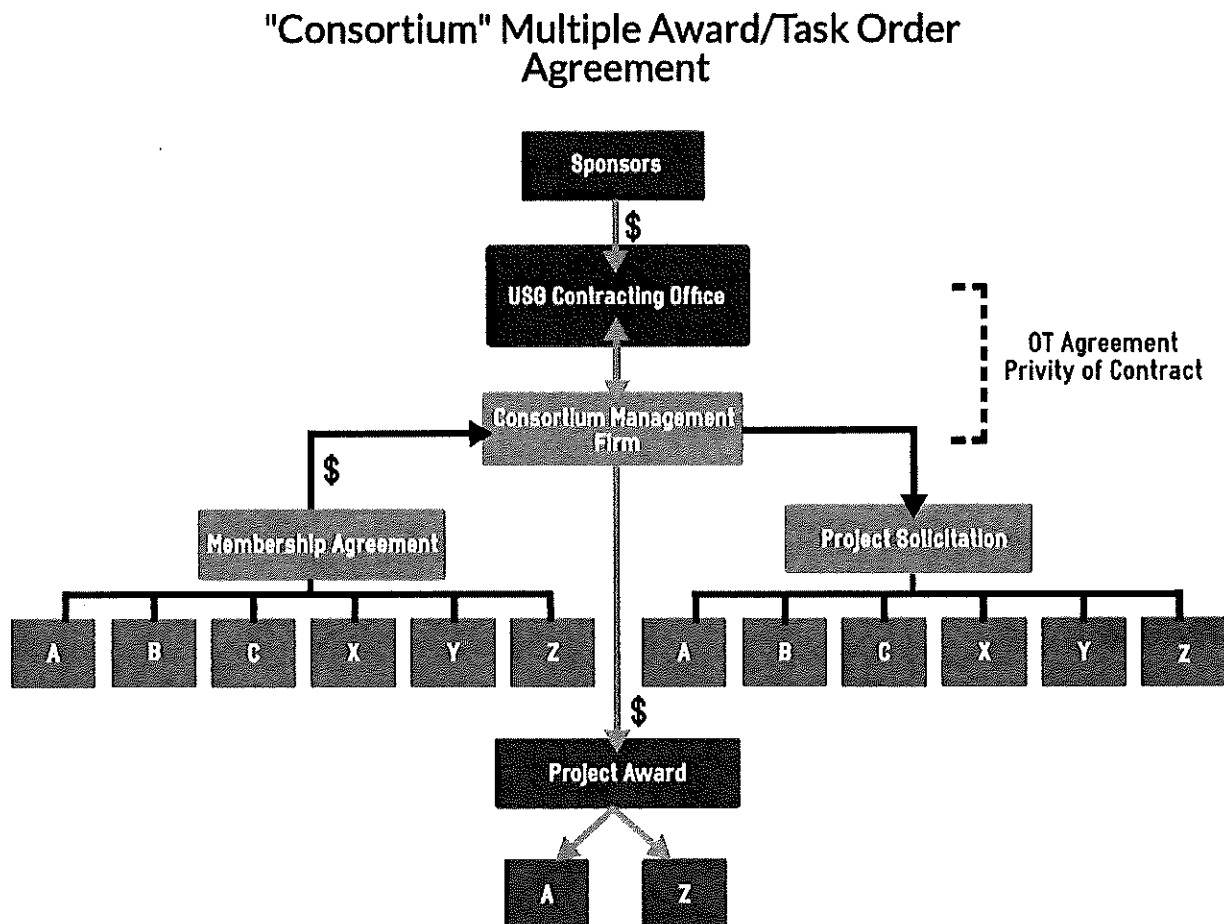 "Consortium" Multiple Award/Task Order
Agreement
Sponsors
$
USG Contracting Office
OT Agreement
Privity of Contract
Consortium Management
Firm
$
Membership Agreement
Project Solicitation
A B C X Y Z
A B C X Y Z
$
Project Award
A Z